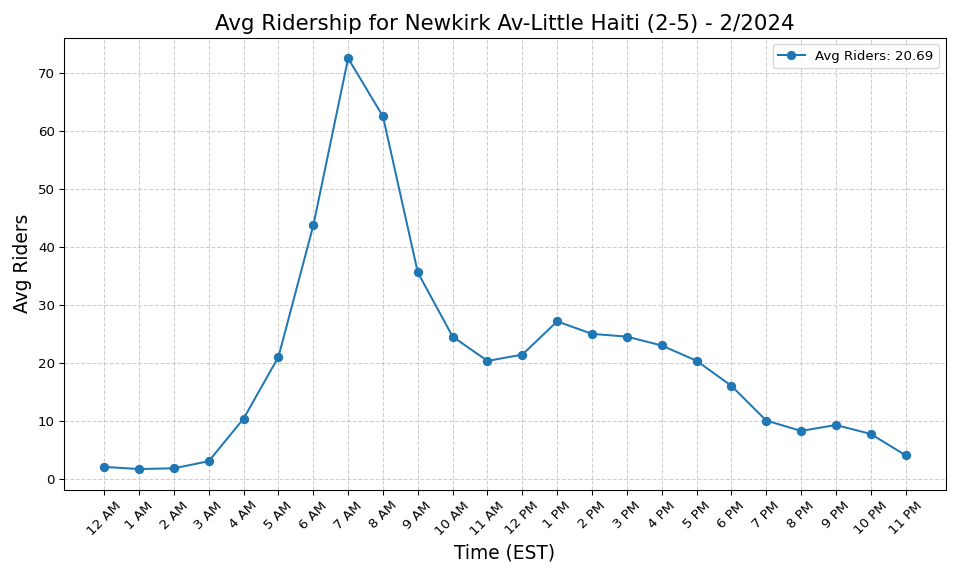 Avg Ridership for Newkirk Av-Little Haiti (2-5) - 2/2024
Avg Riders: 20.69
Avg Riders
70
60
50
40
30
20
10
0
12 AM
1 AM
2 AM
3 AM
4 AM
5 AM
6 AM
7 AM
8 AM
9 AM
10 AM
11 AM
12 PM
1 PM
2 PM
3 PM
4 PM
5 PM
6 PM
7 PM
8 PM
9 PM
10 PM
11 PM
Time (EST)